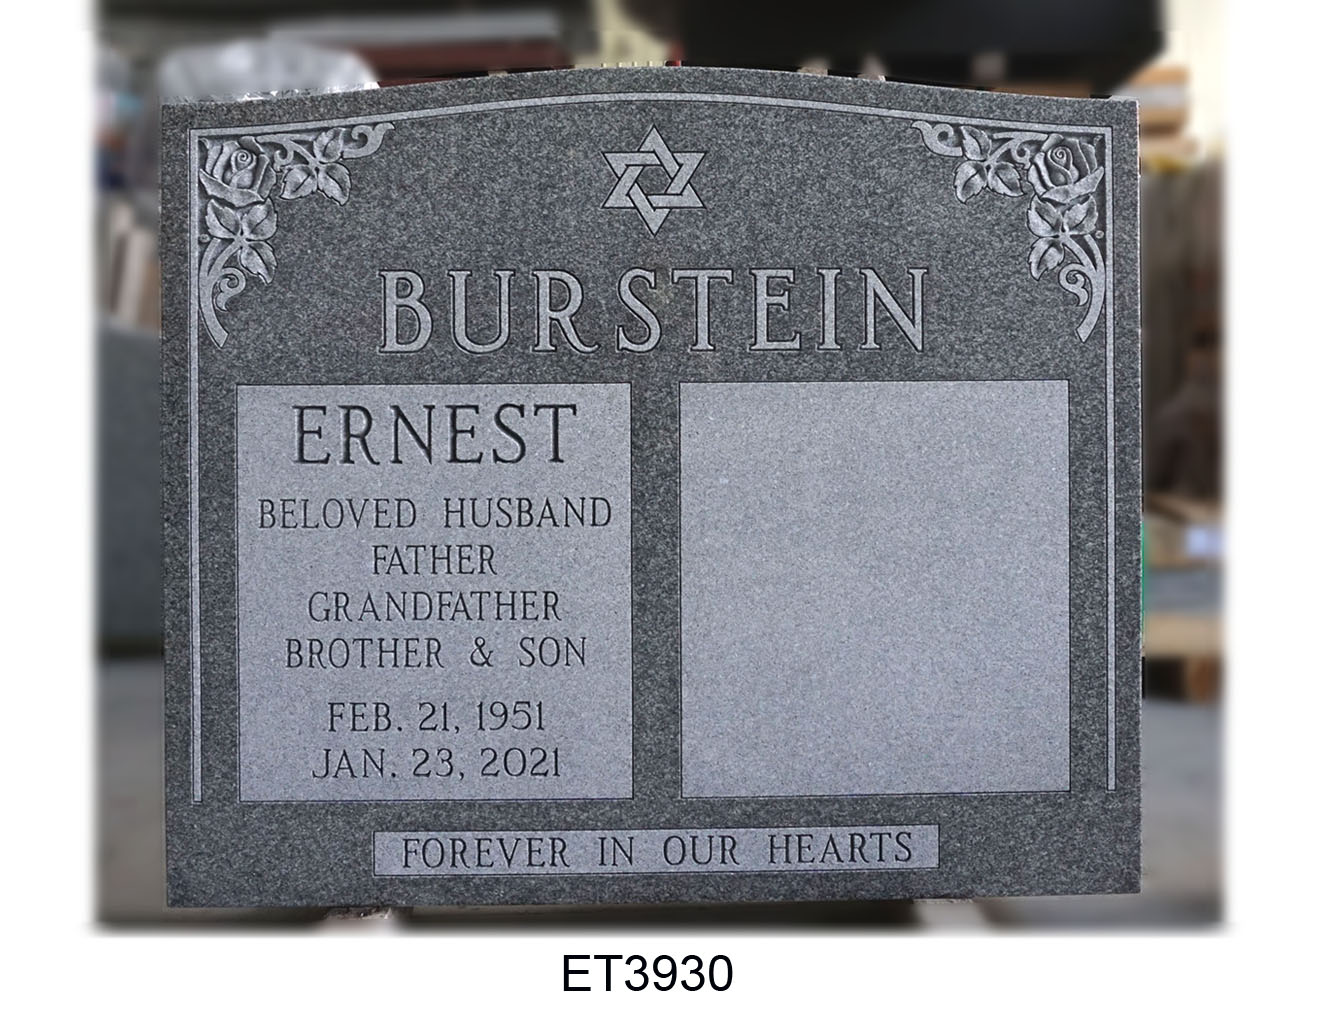 BURSTEIN
ERNEST
BELOVED HUSBAND
FATHER
GRANDFATHER
BROTHER & SON
FEB. 21, 1951
JAN. 23, 2021
FOREVER IN OUR HEARTS
ET3930